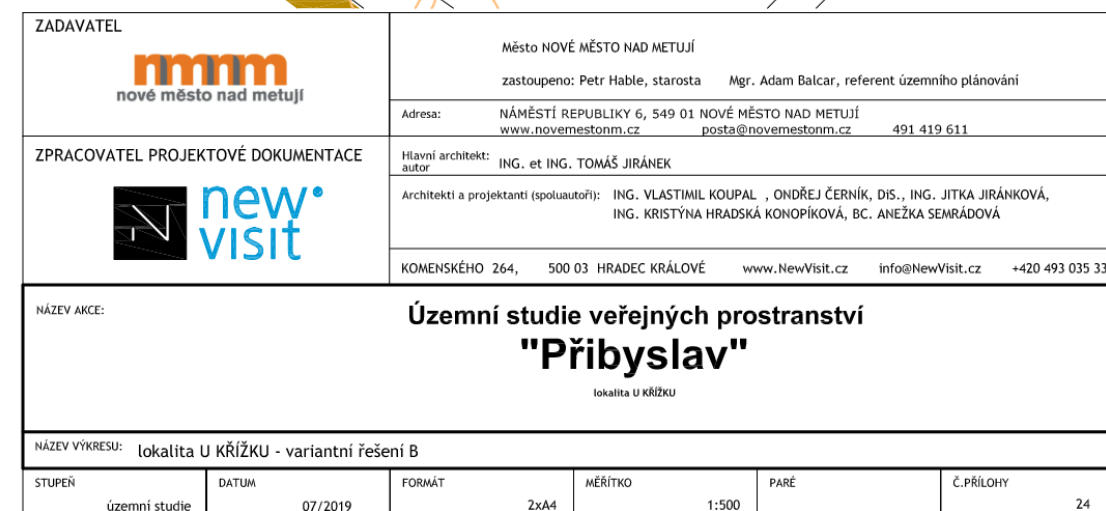 ZADAVATEL
nmnm
nové město nad metují
Město NOVÉ MĚSTO NAD METUJÍ
zastoupeno: Petr Hable, starosta Mgr. Adam Balcar, referent územního plánování
Adresa: NÁMĚSTÍ REPUBLIKY 6, 549 01 NOVÉ MĚSTO NAD METUJÍ
www.novemestonm.cz posta@novemestonm.cz 491 419 611
ZPRACOVATEL PROJEKTOVÉ DOKUMENTACE
new
visit
Hlavní architekt:
autor
ING. et ING. TOMÁŠ JIRÁNEK
Architekti a projektanti (spoluautoři): ING. VLASTIMIL KOUPAL , ONDŘEJ ČERNÍK, DiS., ING. JITKA JIRÁNKOVÁ,
ING. KRISTÝNA HRADSKÁ KONOPÍKOVÁ, BC. ANEŽKA SEMRÁDOVÁ
KOMENSKÉHO 264, 500 03 HRADEC KRÁLOVÉ www.NewVisit.cz info@NewVisit.cz +420 493 035 33
NÁZEV AKCE:
Územní studie veřejných prostranství
"Přibyslav"
lokalita U KŘÍŽKU
NÁZEV VÝKRESU: lokalita U KŘÍŽKU - variantní řešení B
STUPEŇ DATUM FORMÁT MĚŘÍTKO PARÉ Č.PŘÍLOHY
územní studie 07/2019 2xA4 1:500 24